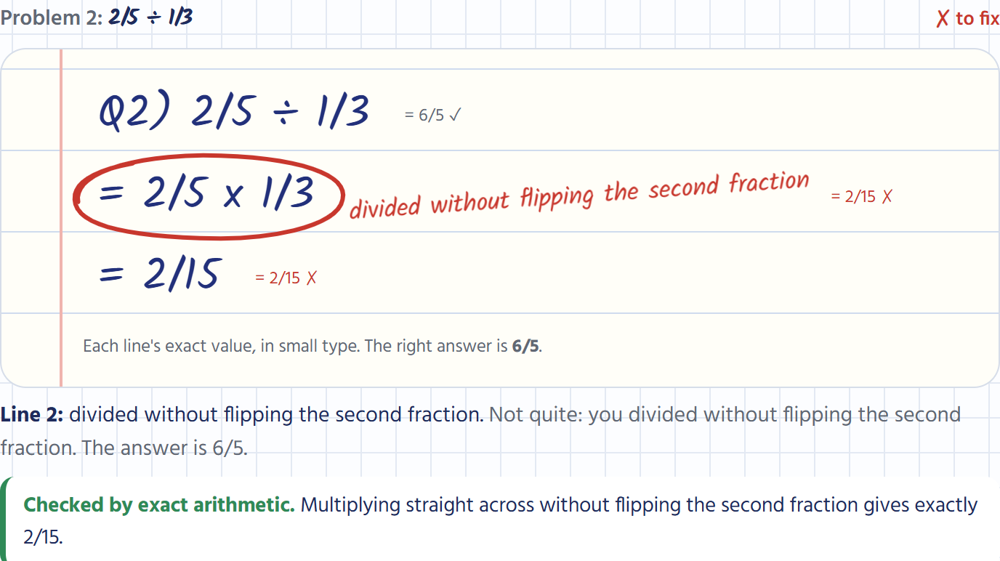 Problem 2: 2/5 ÷ 1/3
✗ to fix
Q2) 2/5 ÷ 1/3 = 6/5 ✓
= 2/5 x 1/3 divided without flipping the second fraction = 2/15 ✗
= 2/15 = 2/15 ✗
Each line's exact value, in small type. The right answer is 6/5.
Line 2: divided without flipping the second fraction. Not quite: you divided without flipping the second
fraction. The answer is 6/5.
Checked by exact arithmetic. Multiplying straight across without flipping the second fraction gives exactly
2/15.